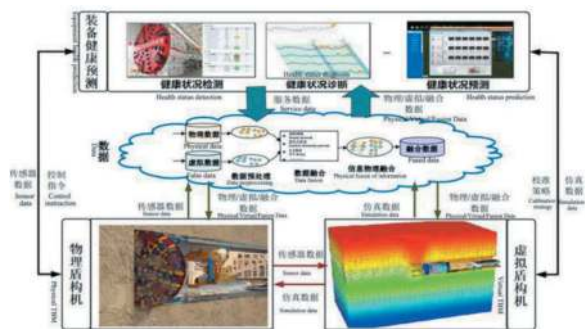 装备健康预测
Equipment health prediction
健康状况检测
Health status detection
健康状况诊断
Health status diagnosis
健康状况预测
Health status prediction
服务数据
Service data
物理/虚拟/融合
数据
Physical/Virtual/Fusion Data
数据
Data
物理数据
Physical data
虚拟数据
数据预处理
Data preprocessing
数据融合
Data fusion
信息物理融合
Physical fusion of information
融合数据
Fused data
传感器
数据
Sensor
data
控制
指令
Control
instruction
传感器数据
Sensor data
物理/虚拟/融合
数据
Physical/Virtual/Fusion Data
仿真数据
Simulation data
物理/虚拟/融合
数据
Physical/Virtual/Fusion Data
校准
策略
Calibration
strategy
仿真
数据
Simulation
data
物理盾构机
Physical TBM
传感器数据
Sensor data
仿真数据
Simulation data
虚拟盾构机
Virtual TBM